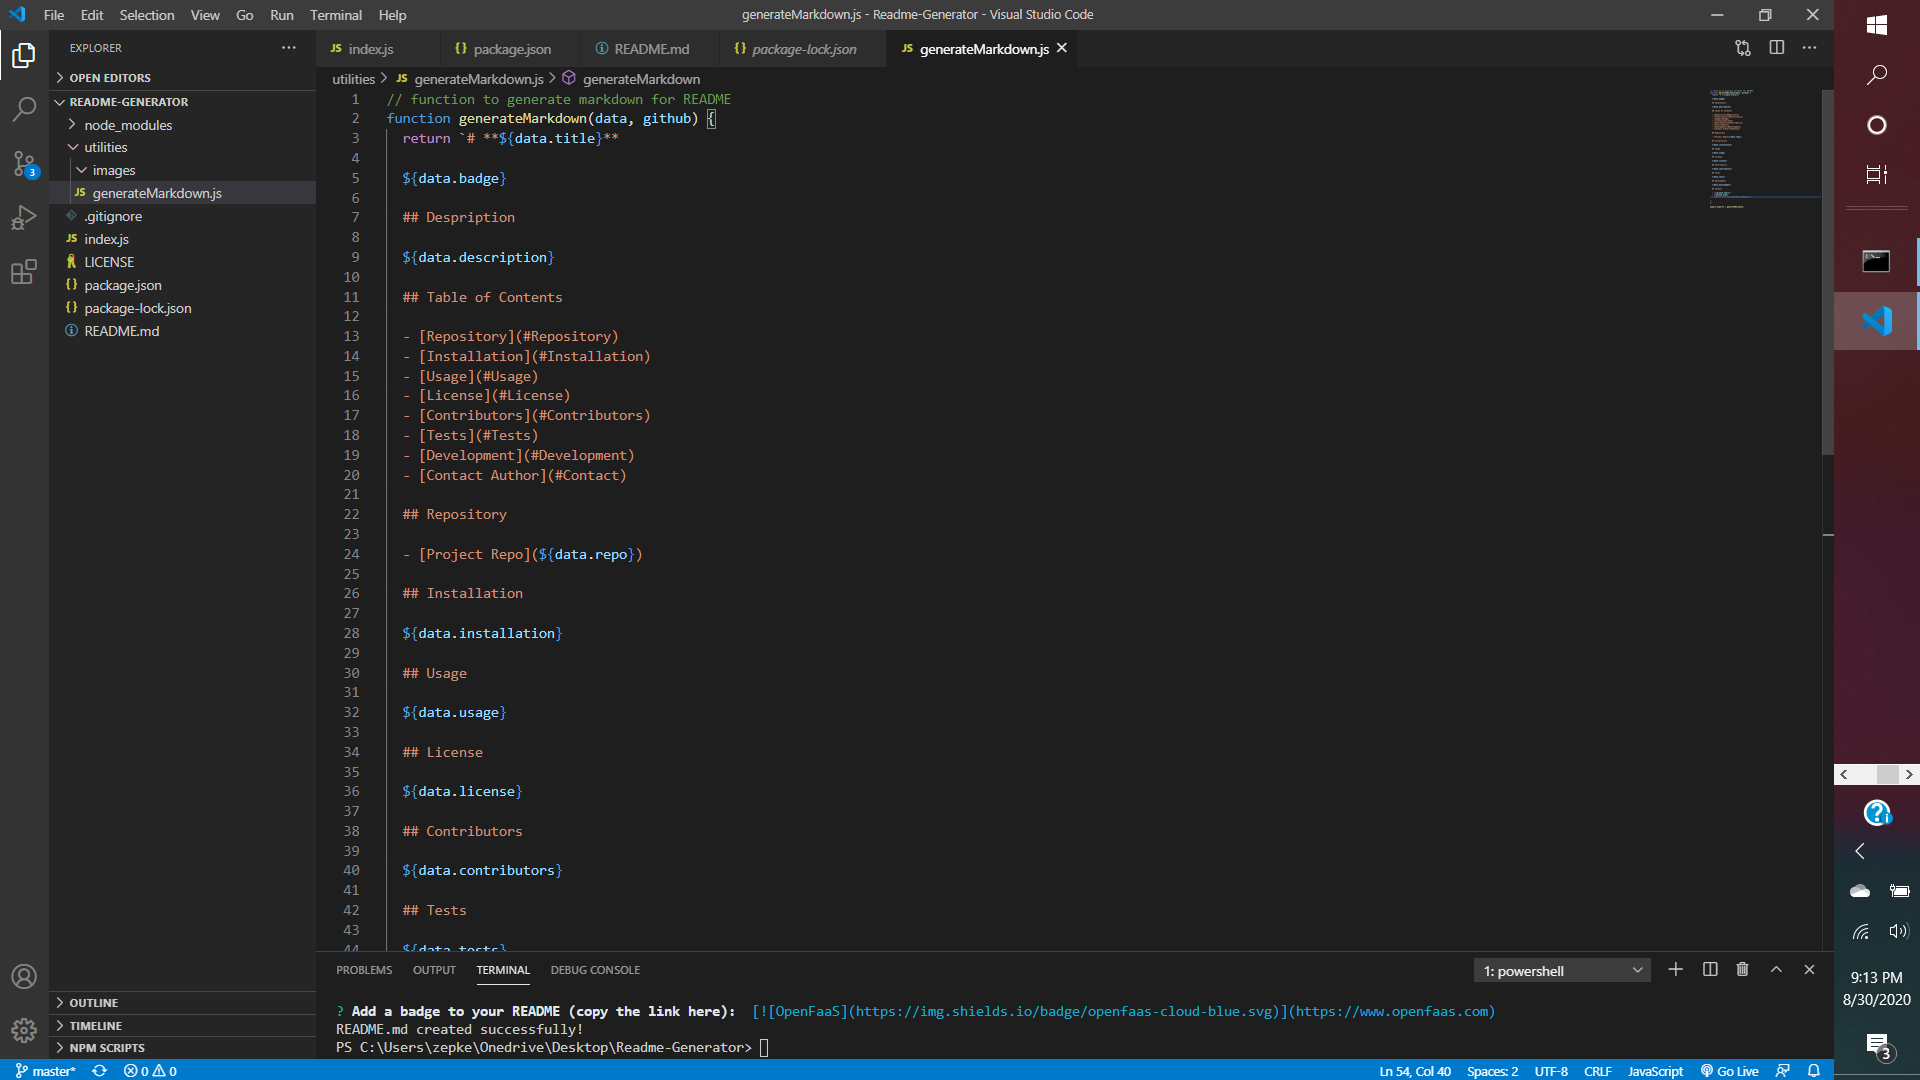 File Edit Selection View Go Run Terminal Help
generateMarkdown.js - Readme-Generator - Visual Studio Code
EXPLORER
OPEN EDITORS
README-GENERATOR
node_modules
utilities
images
JS generateMarkdown.js
.gitignore
JS index.js
LICENSE
{} package.json
{} package-lock.json
README.md
OUTLINE
TIMELINE
NPM SCRIPTS
3
JS index.js
{} package.json
README.md
{} package-lock.json
JS generateMarkdown.js
utilities > JS generateMarkdown.js > generateMarkdown
1 // function to generate markdown for README
2 function generateMarkdown(data, github) {
3 return `# **${data.title}**
4
5 ${data.badge}
6
7 ## Despription
8
9 ${data.description}
10
11 ## Table of Contents
12
13 - [Repository](#Repository)
14 - [Installation](#Installation)
15 - [Usage](#Usage)
16 - [License](#License)
17 - [Contributors](#Contributors)
18 - [Tests](#Tests)
19 - [Development](#Development)
20 - [Contact Author](#Contact)
21
22 ## Repository
23
24 - [Project Repo](${data.repo})
25
26 ## Installation
27
28 ${data.installation}
29
30 ## Usage
31
32 ${data.usage}
33
34 ## License
35
36 ${data.license}
37
38 ## Contributors
39
40 ${data.contributors}
41
42 ## Tests
43
44 ${data.tests}
PROBLEMS OUTPUT TERMINAL DEBUG CONSOLE
1: powershell
? Add a badge to your README (copy the link here): [![OpenFaaS](https://img.shields.io/badge/openfaas-cloud-blue.svg)](https://www.openfaas.com)
README.md created successfully!
PS C:\Users\zepke\Onedrive\Desktop\Readme-Generator>
master* 0 0
Ln 54, Col 40 Spaces: 2 UTF-8 CRLF JavaScript Go Live
9:13 PM
8/30/2020
3